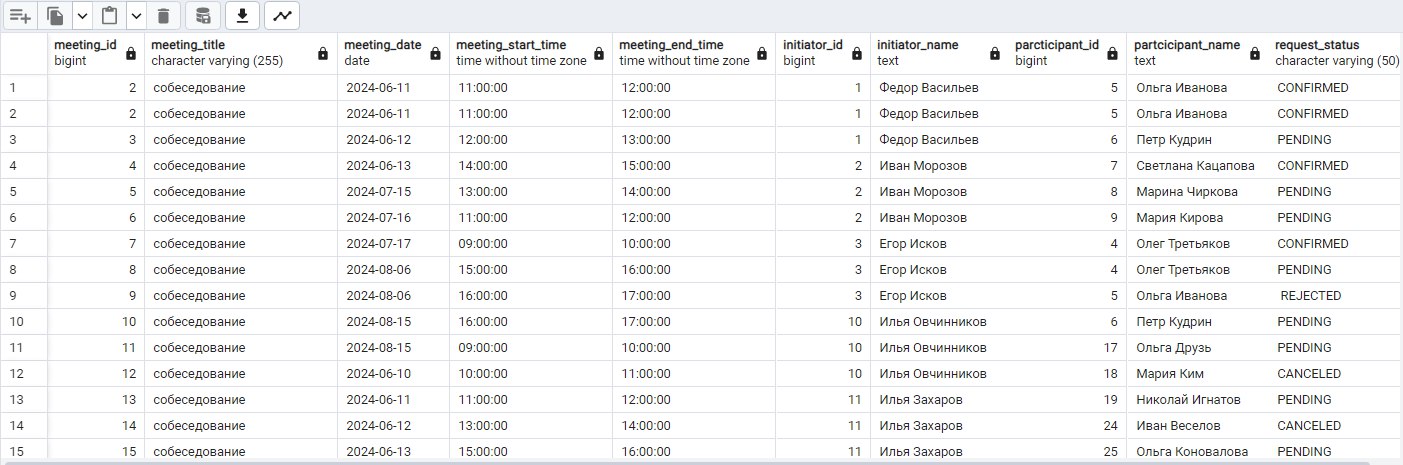 meeting_id meeting_title meeting_date meeting_start_time meeting_end_time initiator_id initiator_name parcticipant_id partcicipant_name request_status
bigint character varying (255) date time without time zone time without time zone bigint text bigint text character varying (50)
1 2 собеседование 2024-06-11 11:00:00 12:00:00 1 Федор Васильев 5 Ольга Иванова CONFIRMED
2 2 собеседование 2024-06-11 11:00:00 12:00:00 1 Федор Васильев 5 Ольга Иванова CONFIRMED
3 3 собеседование 2024-06-12 12:00:00 13:00:00 1 Федор Васильев 6 Петр Кудрин PENDING
4 4 собеседование 2024-06-13 14:00:00 15:00:00 2 Иван Морозов 7 Светлана Кацапова CONFIRMED
5 5 собеседование 2024-07-15 13:00:00 14:00:00 2 Иван Морозов 8 Марина Чиркова PENDING
6 6 собеседование 2024-07-16 11:00:00 12:00:00 2 Иван Морозов 9 Мария Кирова PENDING
7 7 собеседование 2024-07-17 09:00:00 10:00:00 3 Егор Исков 4 Олег Третьяков CONFIRMED
8 8 собеседование 2024-08-06 15:00:00 16:00:00 3 Егор Исков 4 Олег Третьяков PENDING
9 9 собеседование 2024-08-06 16:00:00 17:00:00 3 Егор Исков 5 Ольга Иванова REJECTED
10 10 собеседование 2024-08-15 16:00:00 17:00:00 10 Илья Овчинников 6 Петр Кудрин PENDING
11 11 собеседование 2024-08-15 09:00:00 10:00:00 10 Илья Овчинников 17 Ольга Друзь PENDING
12 12 собеседование 2024-06-10 10:00:00 11:00:00 10 Илья Овчинников 18 Мария Ким CANCELED
13 13 собеседование 2024-06-11 11:00:00 12:00:00 11 Илья Захаров 19 Николай Игнатов PENDING
14 14 собеседование 2024-06-12 13:00:00 14:00:00 11 Илья Захаров 24 Иван Веселов CANCELED
15 15 собеседование 2024-06-13 15:00:00 16:00:00 11 Илья Захаров 25 Ольга Коновалова PENDING